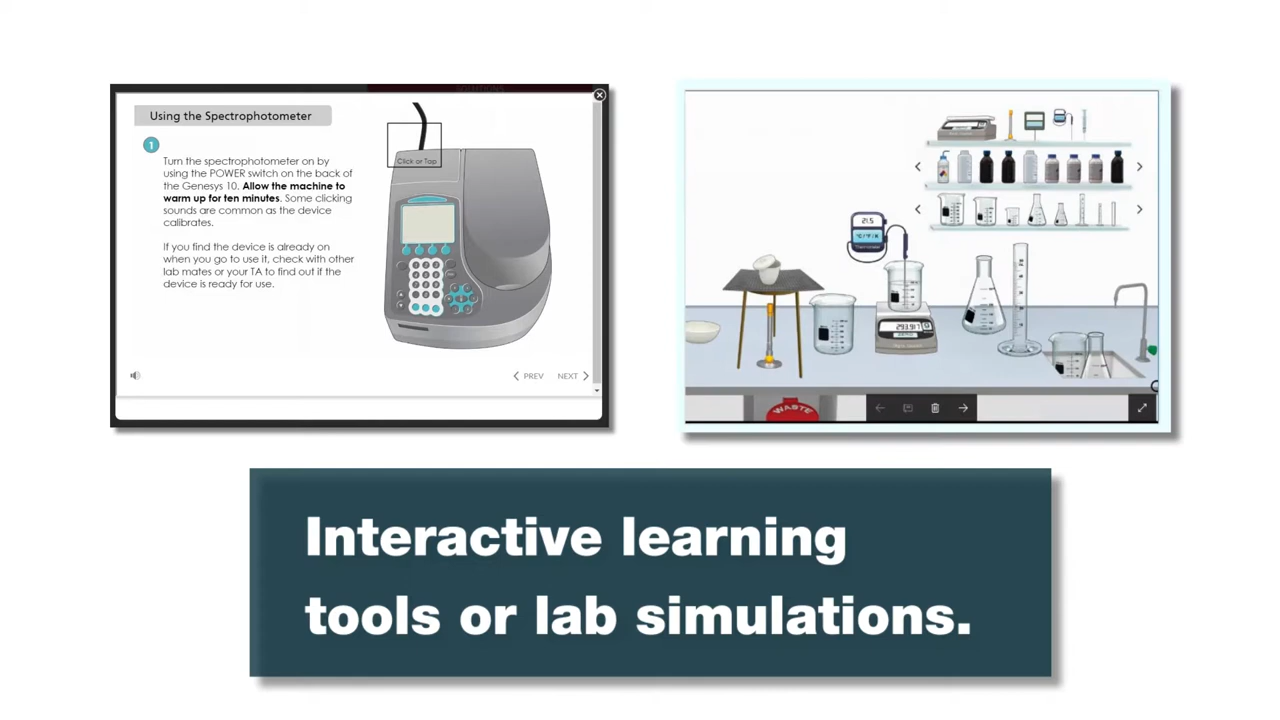 Using the Spectrophotometer
1
Turn the spectrophotometer on by
using the POWER switch on the back of
the Genesys 10. Allow the machine to
warm up for ten minutes. Some clicking
sounds are common as the device
calibrates.
If you find the device is already on
when you go to use it, check with other
lab mates or your TA to find out if the
device is ready for use.
Click or Tap
PREV
NEXT
21.5
°C/°F/K
293.917
WASTE
Interactive learning
tools or lab simulations.